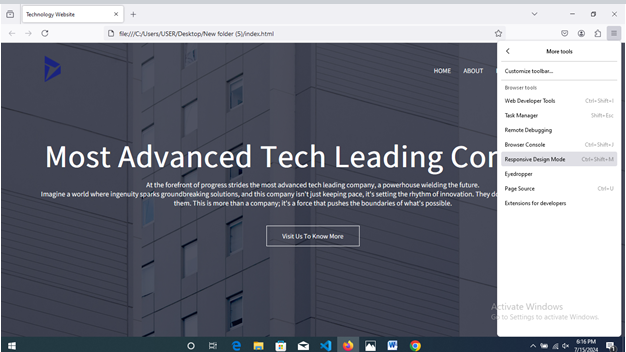 Technology Website
file:///C:/Users/USER/Desktop/New folder (5)/index.html
More tools
HOME ABOUT
Customize toolbar...
Browser tools
Web Developer Tools Ctrl+Shift+I
Task Manager Shift+Esc
Remote Debugging
Browser Console Ctrl+Shift+J
Responsive Design Mode Ctrl+Shift+M
Eyedropper
Page Source Ctrl+U
Extensions for developers
Most Advanced Tech Leading Con
At the forefront of progress strides the most advanced tech leading company, a powerhouse wielding the future.
Imagine a world where ingenuity sparks groundbreaking solutions, and this company isn't just keeping pace, it's setting the rhythm of innovation. They do
them. This is more than a company; it's a force that pushes the boundaries of what's possible.
Visit Us To Know More
Activate Windows
Go to Settings to activate Windows.
6:16 PM
7/15/2024